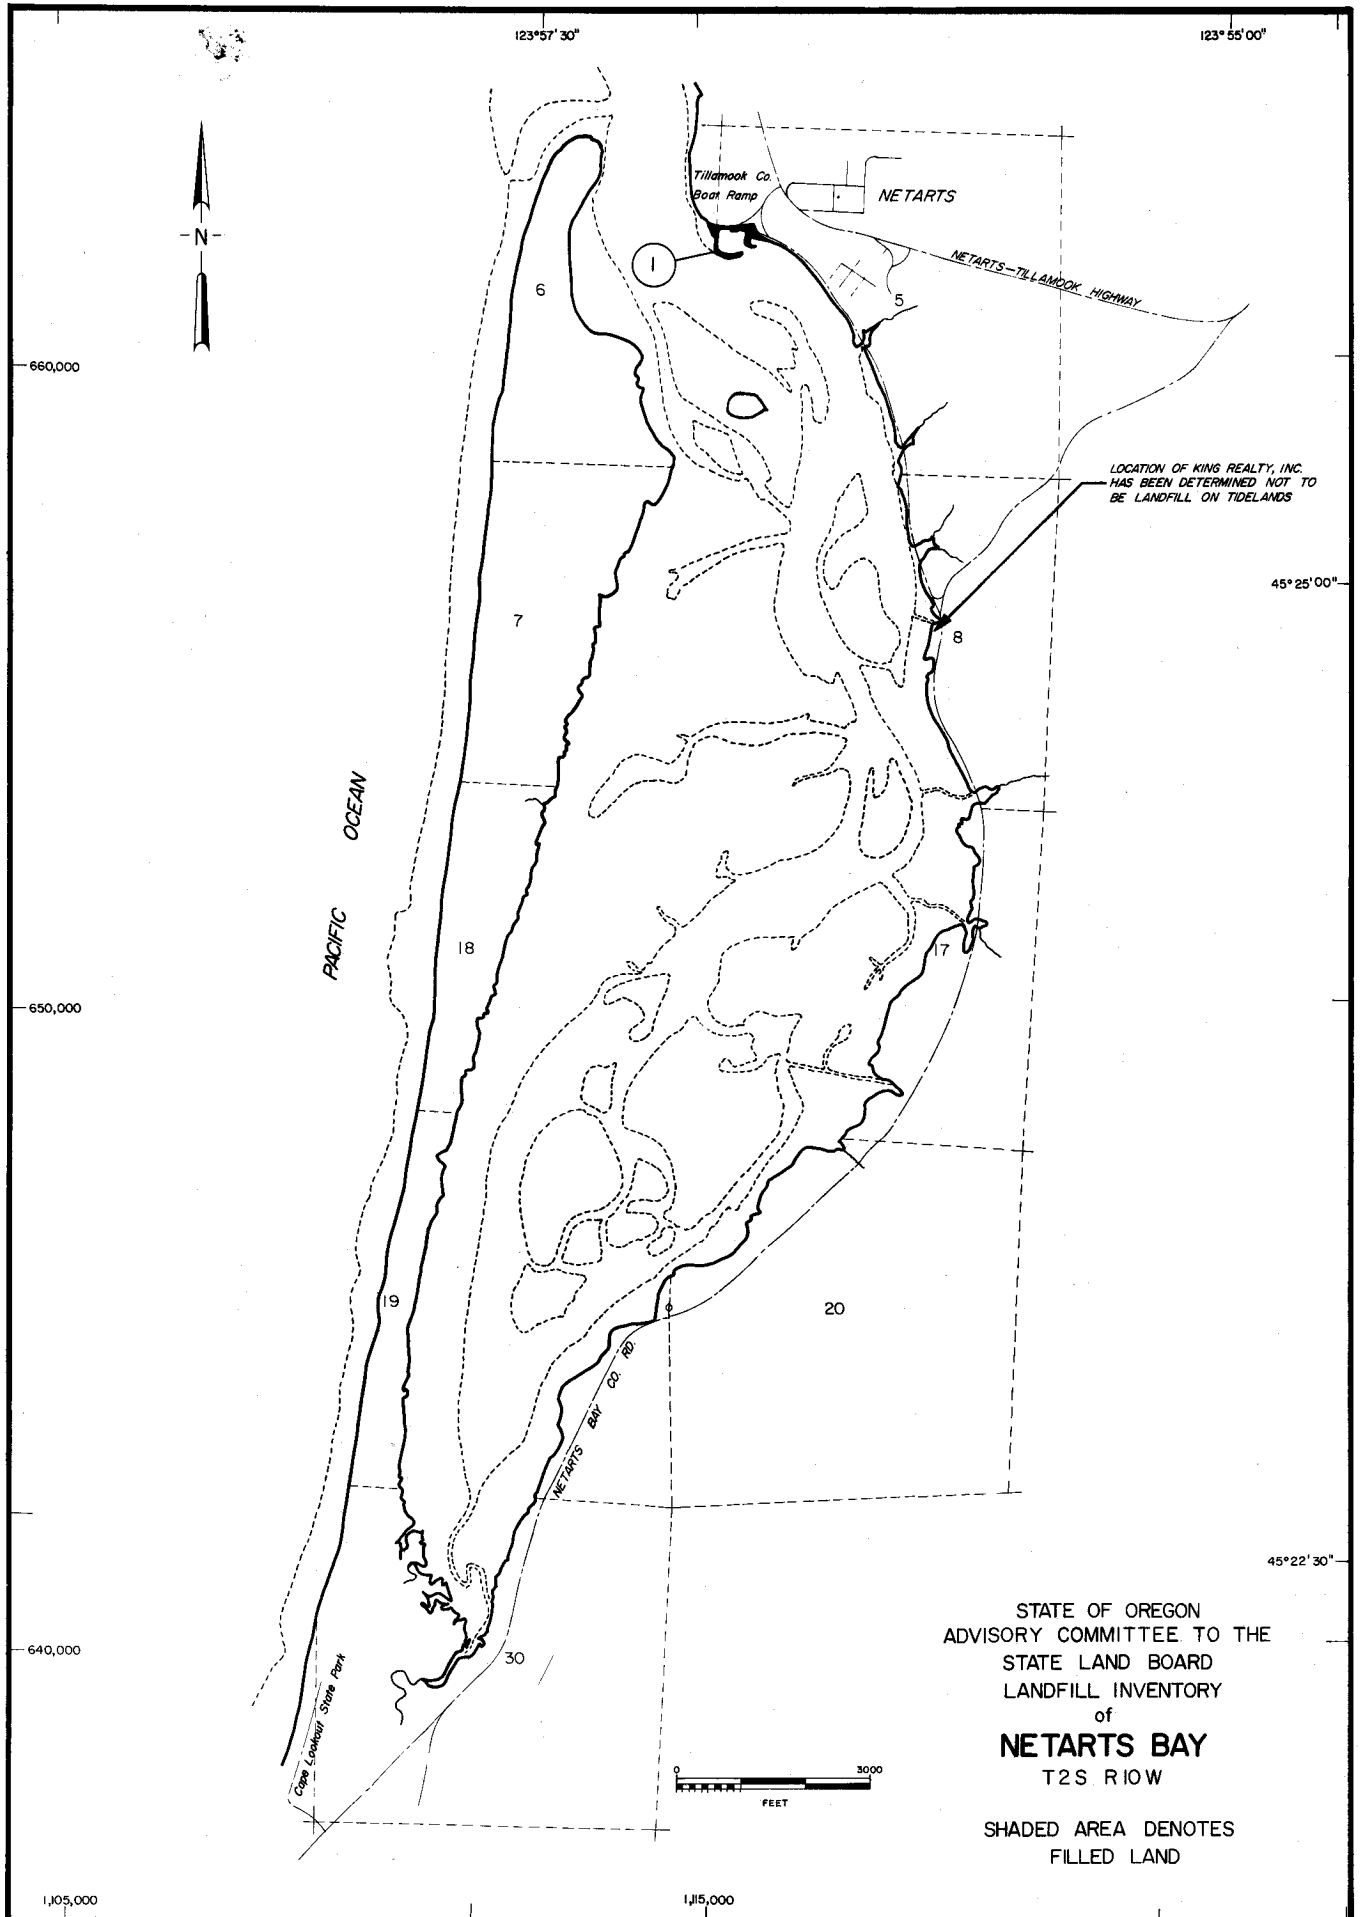 123°57'30"
123°55'00"
Tillamook Co.
Boat Ramp
NETARTS
N
1
6
5
NETARTS-TILLAMOOK HIGHWAY
660,000
LOCATION OF KING REALTY, INC.
HAS BEEN DETERMINED NOT TO
BE LANDFILL ON TIDELANDS
45°25'00"
7
8
PACIFIC OCEAN
18
17
650,000
19
20
NETARTS BAY CO. RD.
45°22'30"
640,000
30
Cape Lookout State Park
STATE OF OREGON
ADVISORY COMMITTEE TO THE
STATE LAND BOARD
LANDFILL INVENTORY
of
NETARTS BAY
T2S R10W
0 3000
FEET
SHADED AREA DENOTES
FILLED LAND
1,105,000
1,115,000